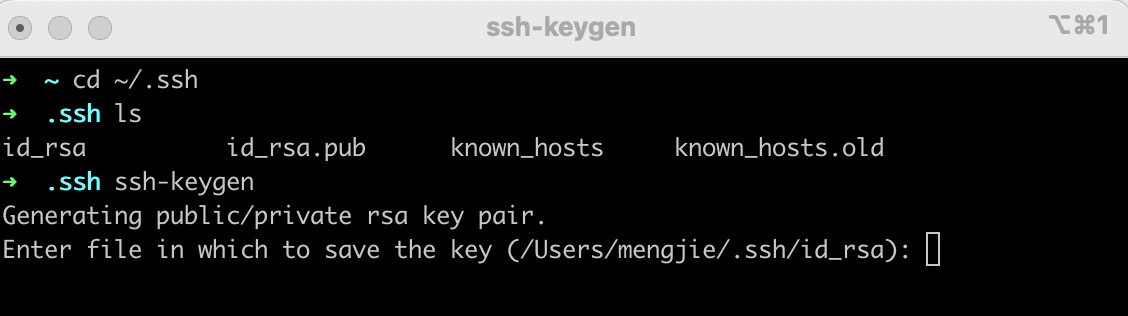 ssh-keygen ⌥⌘1
➜ ~ cd ~/.ssh
➜ .ssh ls
id_rsa id_rsa.pub known_hosts known_hosts.old
➜ .ssh ssh-keygen
Generating public/private rsa key pair.
Enter file in which to save the key (/Users/mengjie/.ssh/id_rsa):